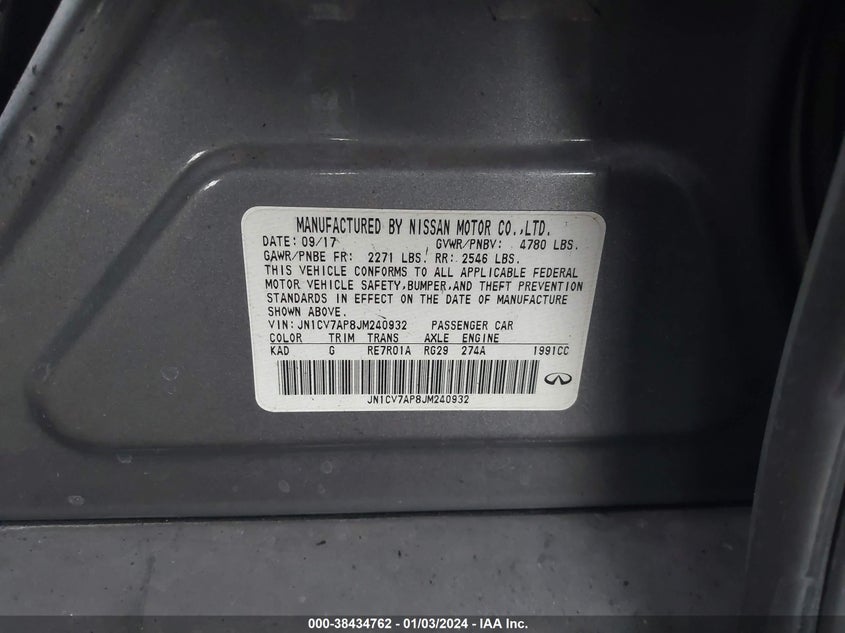 MANUFACTURED BY NISSAN MOTOR CO.,LTD.
DATE: 09/17 GVWR/PNBV: 4780 LBS.
GAWR/PNBE FR: 2271 LBS. RR: 2546 LBS.
THIS VEHICLE CONFORMS TO ALL APPLICABLE FEDERAL
MOTOR VEHICLE SAFETY,BUMPER,AND THEFT PREVENTION
STANDARDS IN EFFECT ON THE DATE OF MANUFACTURE
SHOWN ABOVE.
VIN: JN1CV7AP8JM240932 PASSENGER CAR
COLOR TRIM TRANS AXLE ENGINE
KAD G RE7R01A RG29 274A 1991CC
JN1CV7AP8JM240932
000-38434762 - 01/03/2024 - IAA Inc.